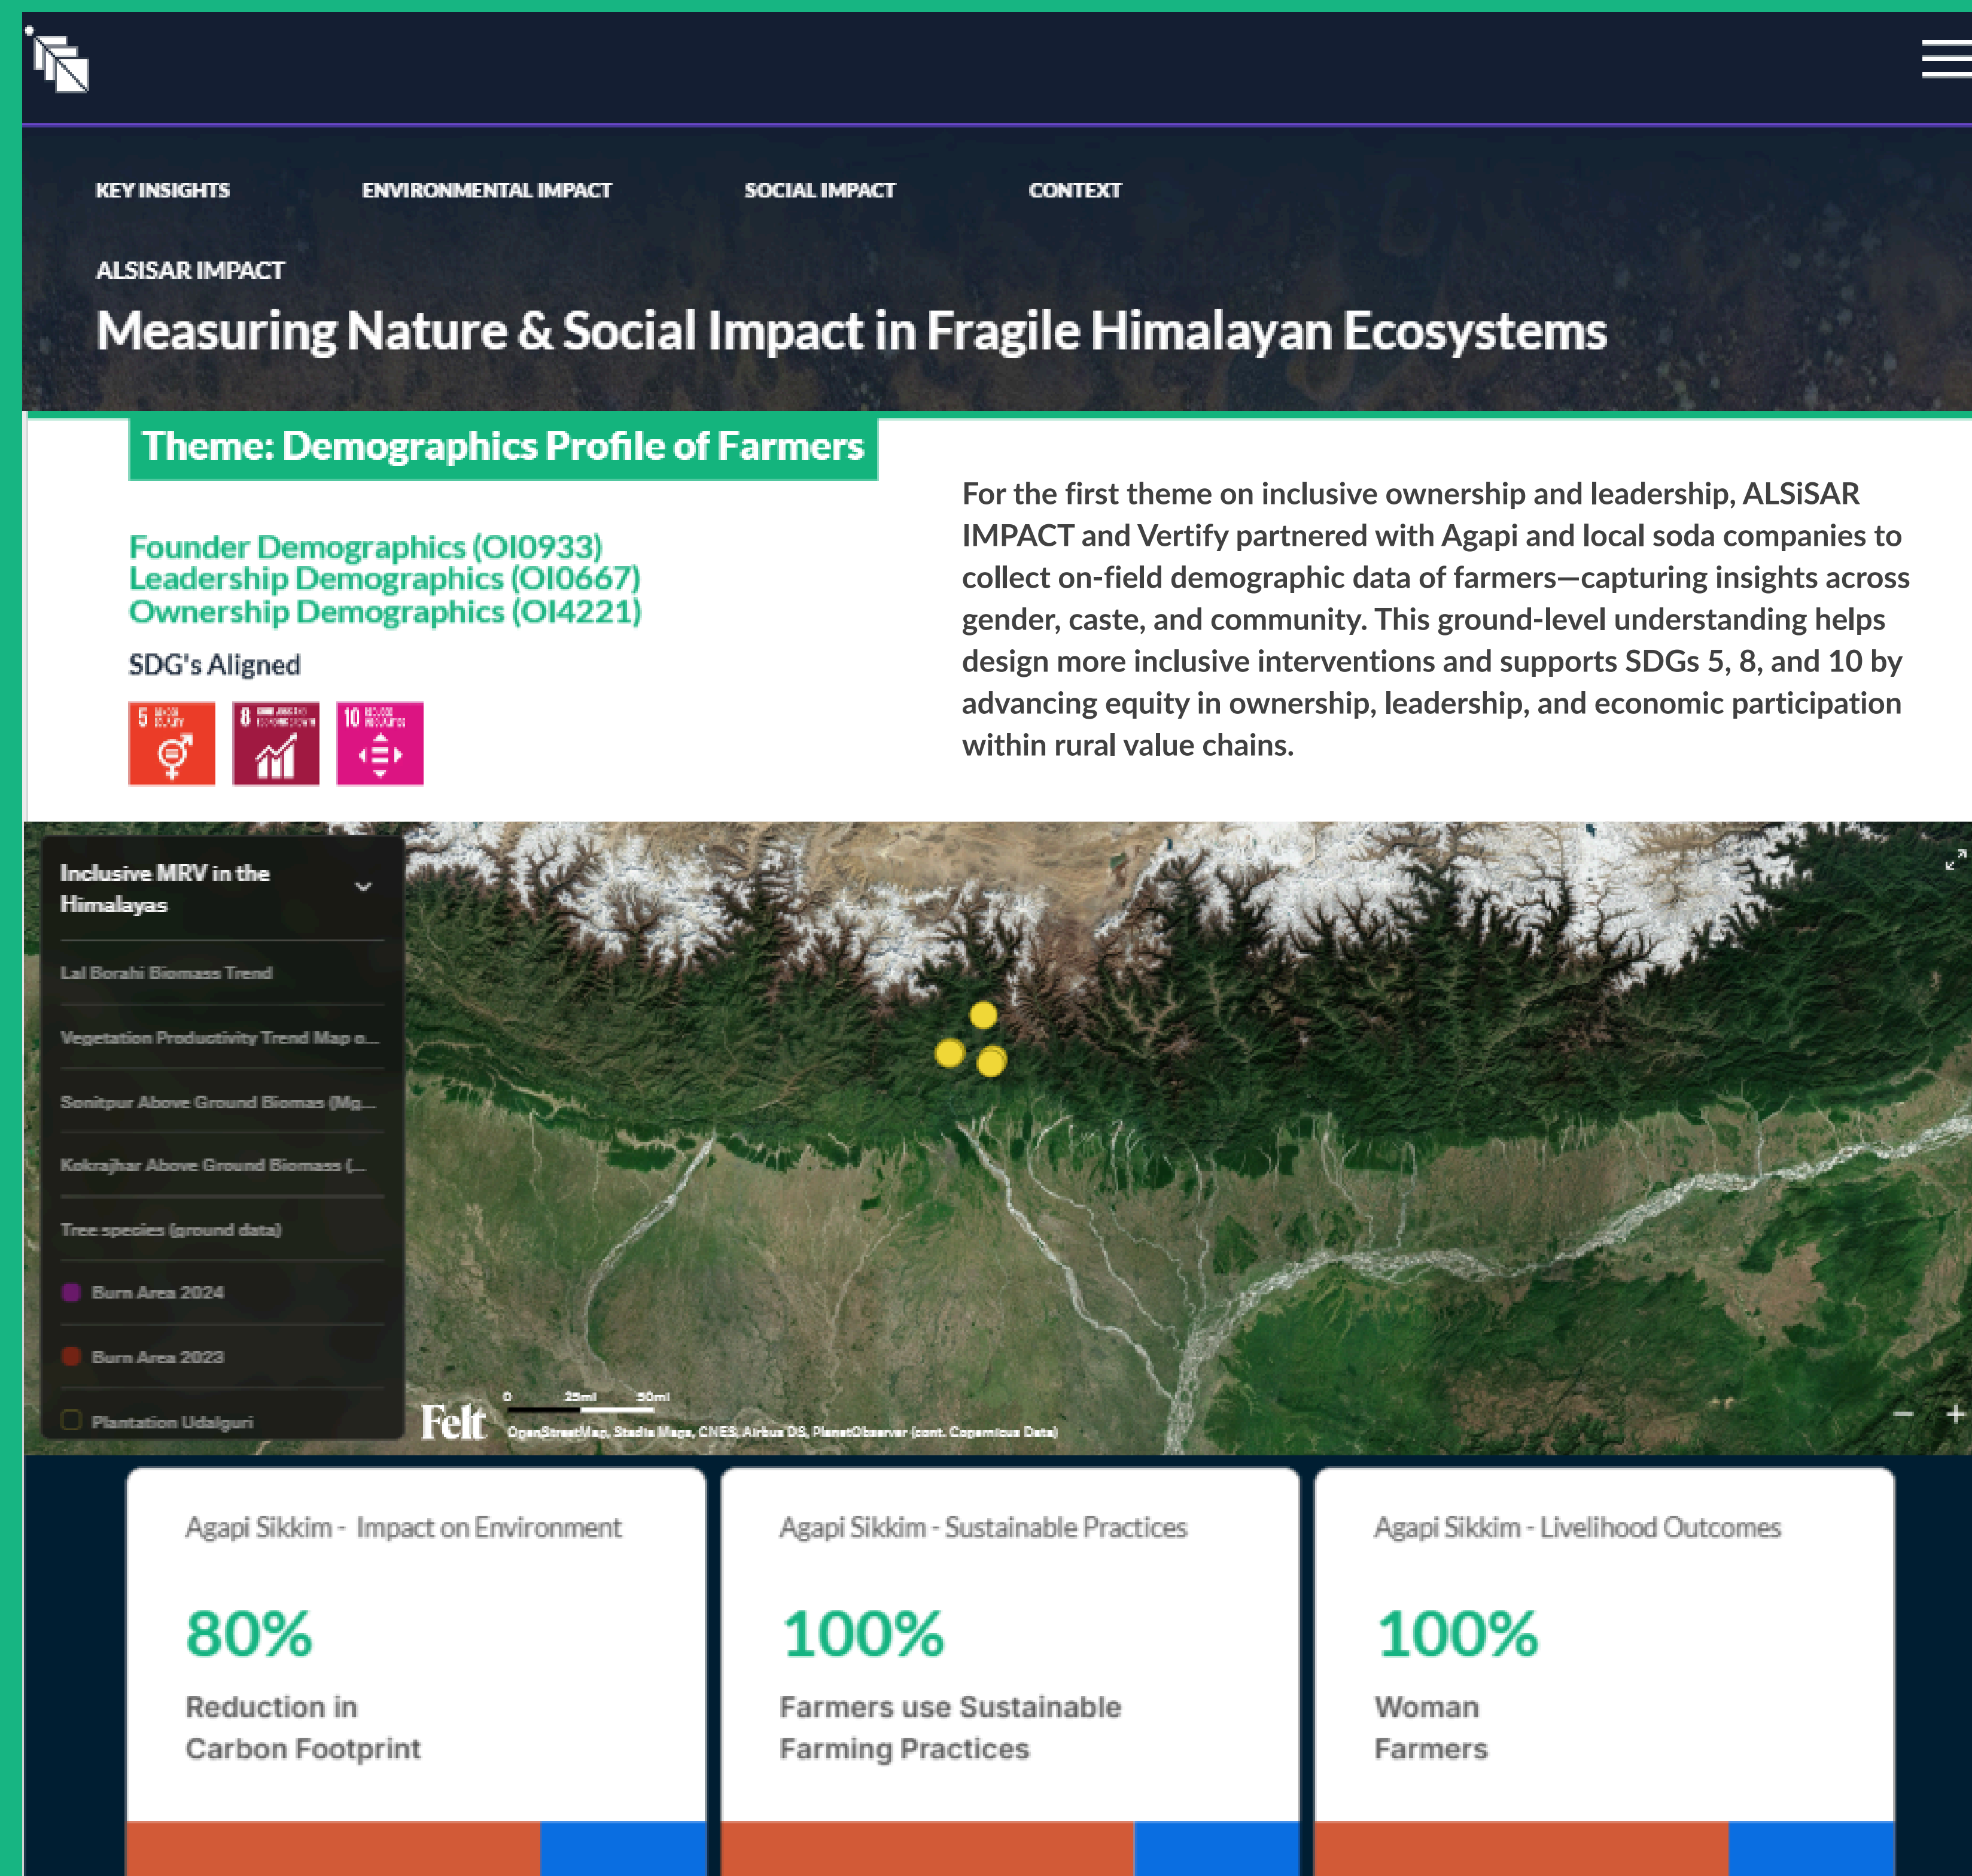 KEY INSIGHTS
ENVIRONMENTAL IMPACT
SOCIAL IMPACT
CONTEXT
ALSISAR IMPACT
Measuring Nature & Social Impact in Fragile Himalayan Ecosystems
Theme: Demographics Profile of Farmers
Founder Demographics (OI0933)
Leadership Demographics (OI0667)
Ownership Demographics (OI4221)
SDG's Aligned
5 GENDER
EQUALITY
8
ECONOMIC GROWTH
10 REDUCED
INEQUALITIES
For the first theme on inclusive ownership and leadership, ALSiSAR
IMPACT and Vertify partnered with Agapi and local soda companies to
collect on-field demographic data of farmers—capturing insights across
gender, caste, and community. This ground-level understanding helps
design more inclusive interventions and supports SDGs 5, 8, and 10 by
advancing equity in ownership, leadership, and economic participation
within rural value chains.
Inclusive MRV in the
Himalayas
Lal Borahi Biomass Trend
Vegetation Productivity Trend Map o...
Sonitpur Above Ground Biomas (Mg...
Kokrajhar Above Ground Biomass (...
Tree species (ground data)
Burn Area 2024
Burn Area 2023
Plantation Udalguri
Felt
0 25mi 50mi
OpenStreetMap, Stadia Maps, CNES, Airbus DS, PlanetObserver (cont. Copernicus Data)
Agapi Sikkim - Impact on Environment
80%
Reduction in
Carbon Footprint
Agapi Sikkim - Sustainable Practices
100%
Farmers use Sustainable
Farming Practices
Agapi Sikkim - Livelihood Outcomes
100%
Woman
Farmers